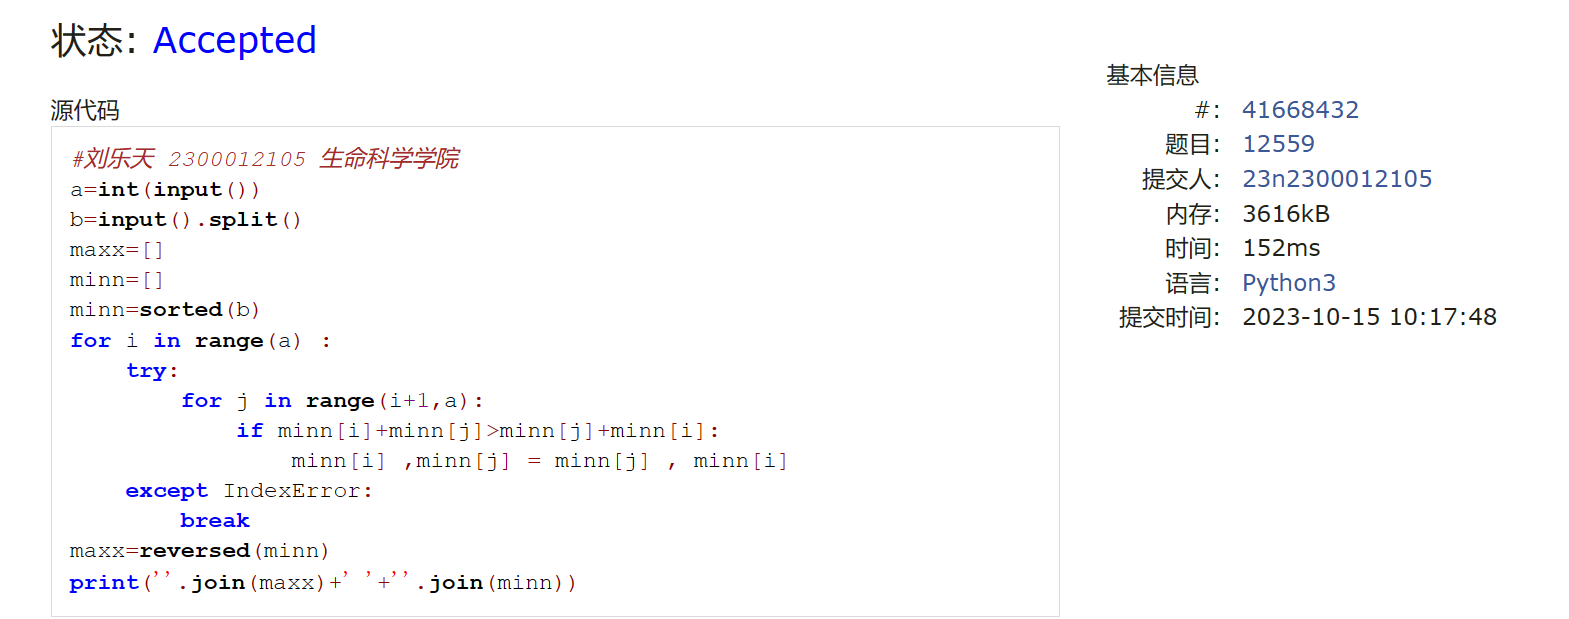 状态: Accepted
源代码
#刘乐天 2300012105 生命科学学院
a=int(input())
b=input().split()
maxx=[]
minn=[]
minn=sorted(b)
for i in range(a) :
    try:
        for j in range(i+1,a):
            if minn[i]+minn[j]>minn[j]+minn[i]:
                minn[i] ,minn[j] = minn[j] , minn[i]
    except IndexError:
        break
maxx=reversed(minn)
print(''.join(maxx)+' '+''.join(minn))
基本信息
#: 41668432
题目: 12559
提交人: 23n2300012105
内存: 3616kB
时间: 152ms
语言: Python3
提交时间: 2023-10-15 10:17:48